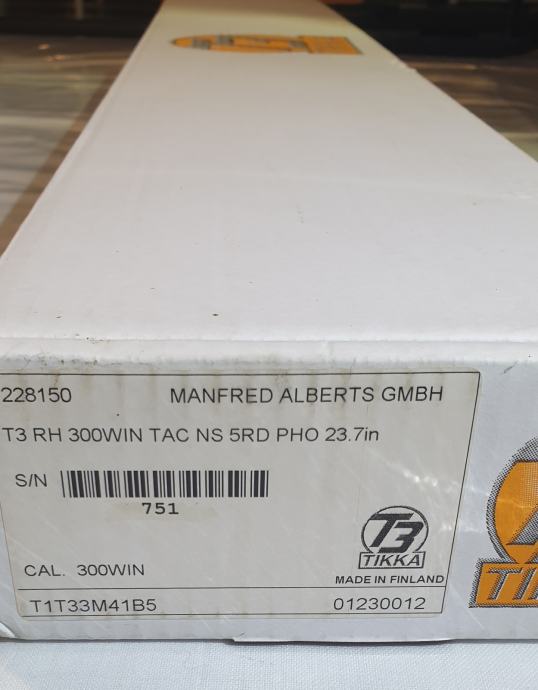 228150 MANFRED ALBERTS GMBH
T3 RH 300WIN TAC NS 5RD PHO 23.7in
S/N
751
T3
TIKKA
CAL. 300WIN
MADE IN FINLAND
T1T33M41B5 01230012